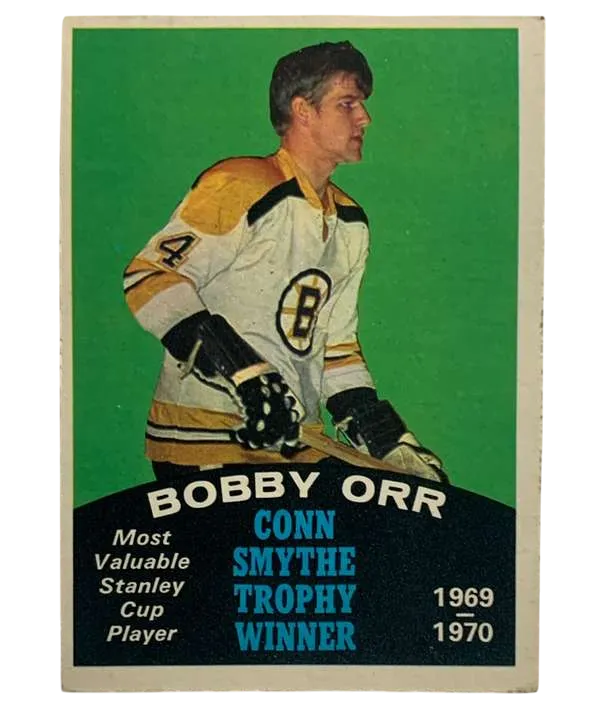 4
B
BOBBY ORR
Most
Valuable
Stanley
Cup
Player
CONN
SMYTHE
TROPHY
WINNER
1969
–
1970